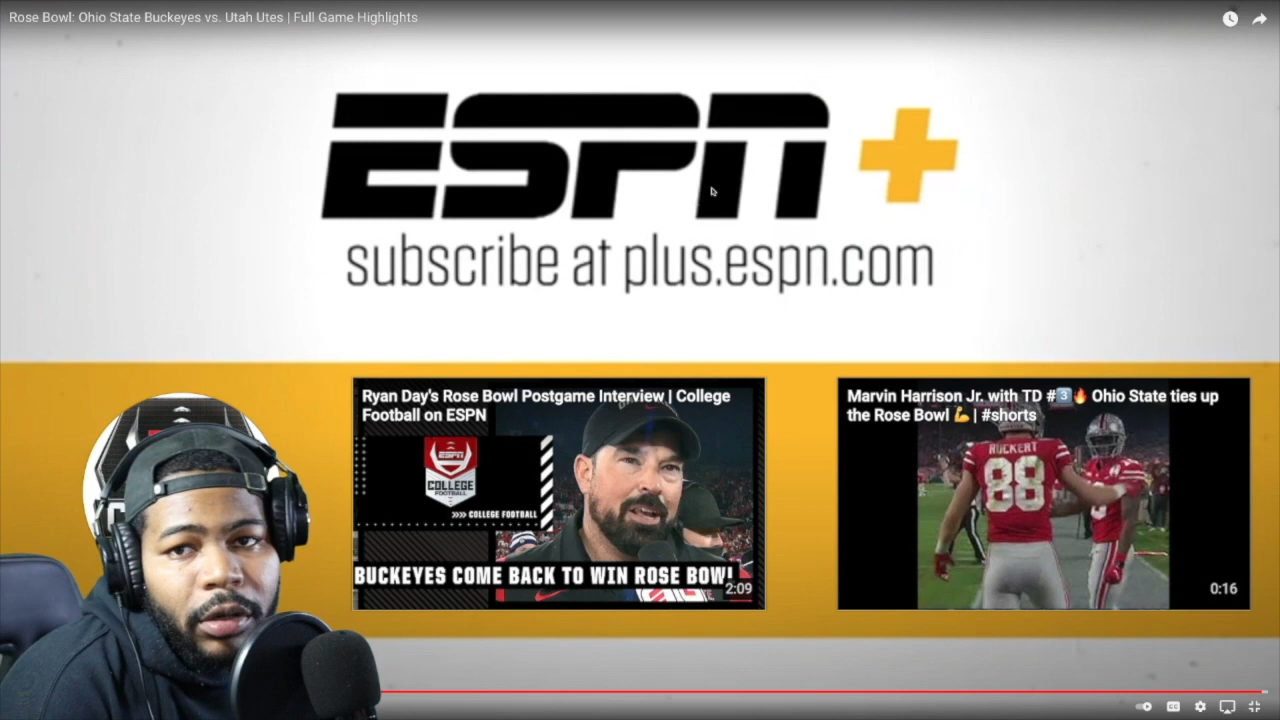 Rose Bowl: Ohio State Buckeyes vs. Utah Utes | Full Game Highlights
ESPN+
subscribe at plus.espn.com
Ryan Day's Rose Bowl Postgame Interview | College
Football on ESPN
ESPN
COLLEGE
FOOTBALL
>>>> COLLEGE FOOTBALL
BUCKEYES COME BACK TO WIN ROSE BOWL
2:09
Marvin Harrison Jr. with TD #3️⃣🔥 Ohio State ties up
the Rose Bowl 💪 | #shorts
RUCKERT
88
0:16
CC